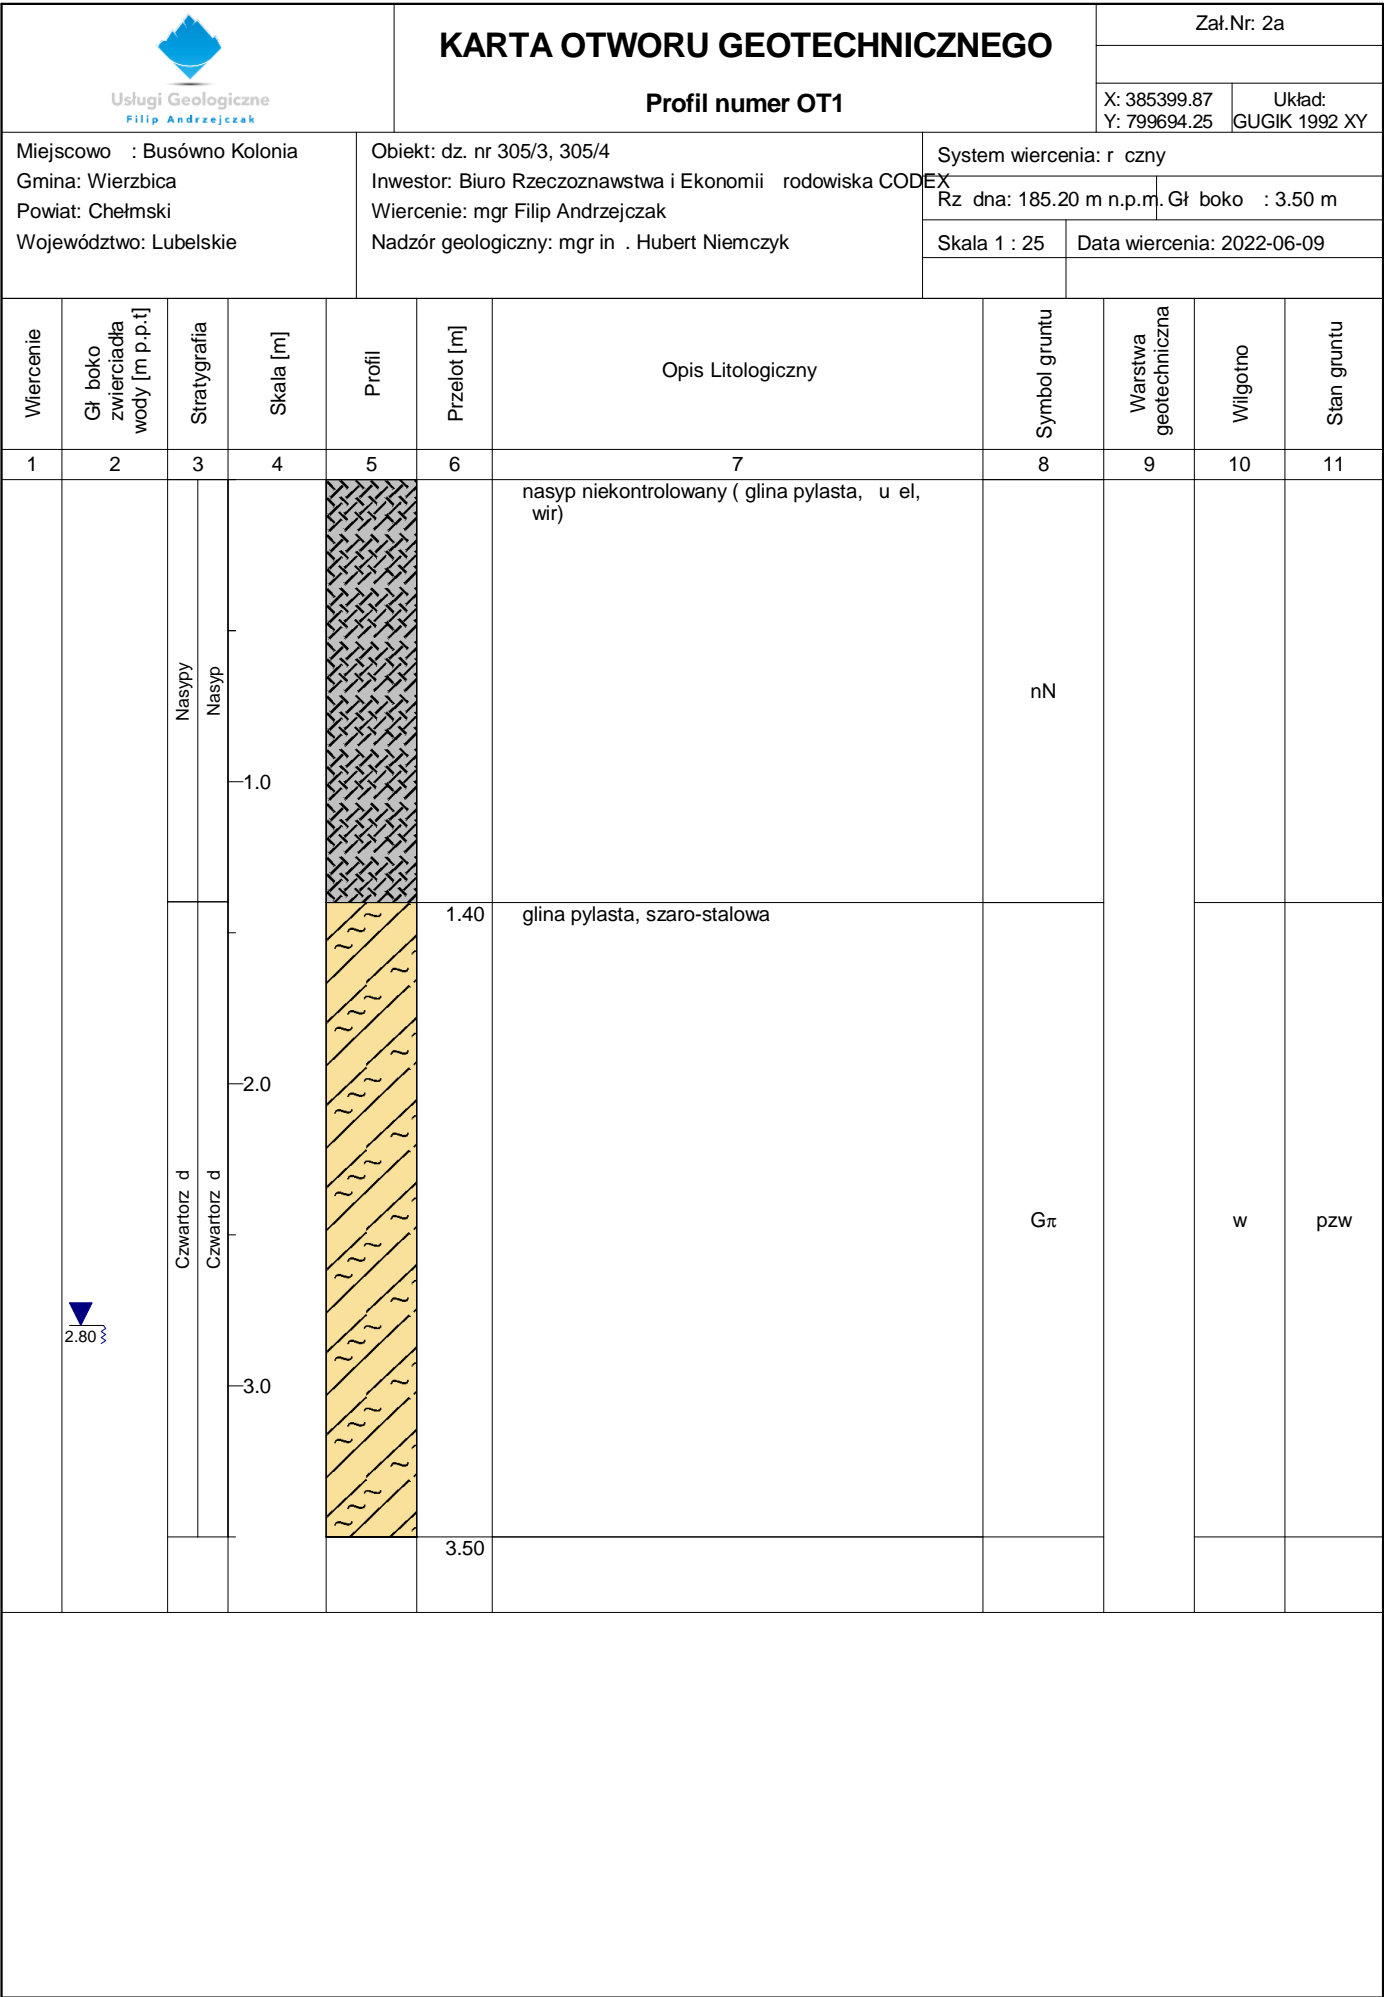 Usługi Geologiczne
Filip Andrzejczak
KARTA OTWORU GEOTECHNICZNEGO
Profil numer OT1
Zał.Nr: 2a
X: 385399.87
Y: 799694.25
Układ:
GUGIK 1992 XY
Miejscowo : Busówno Kolonia
Gmina: Wierzbica
Powiat: Chełmski
Województwo: Lubelskie
Obiekt: dz. nr 305/3, 305/4
Inwestor: Biuro Rzeczoznawstwa i Ekonomii rodowiska CODEX
Wiercenie: mgr Filip Andrzejczak
Nadzór geologiczny: mgr in . Hubert Niemczyk
System wiercenia: r czny
Rz dna: 185.20 m n.p.m.
Gł boko : 3.50 m
Skala 1 : 25
Data wiercenia: 2022-06-09
Wiercenie
Gł boko
zwierciadła
wody [m p.p.t]
Stratygrafia
Skala [m]
Profil
Przelot [m]
Opis Litologiczny
Symbol gruntu
Warstwa
geotechniczna
Wilgotno
Stan gruntu
1 2 3 4 5 6 7 8 9 10 11
nasyp niekontrolowany ( glina pylasta, u el,
wir)
Nasypy
Nasyp
nN
1.0
1.40
glina pylasta, szaro-stalowa
2.0
Czwartorz d
Czwartorz d
Gπ
w
pzw
2.80
3.0
3.50